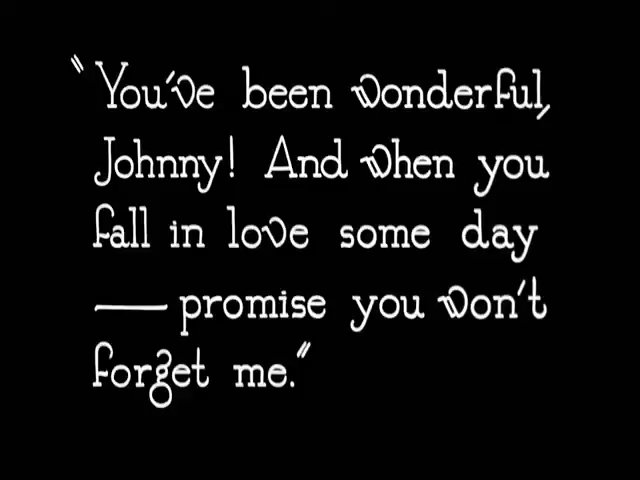 "You've been wonderful,
Johnny! And when you
fall in love some day
— promise you won't
forget me."